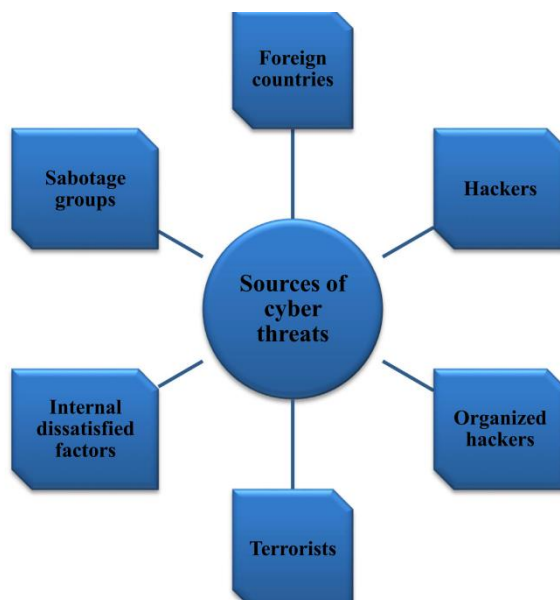 Foreign
countries
Sabotage
groups
Hackers
Sources of
cyber
threats
Internal
dissatisfied
factors
Organized
hackers
Terrorists